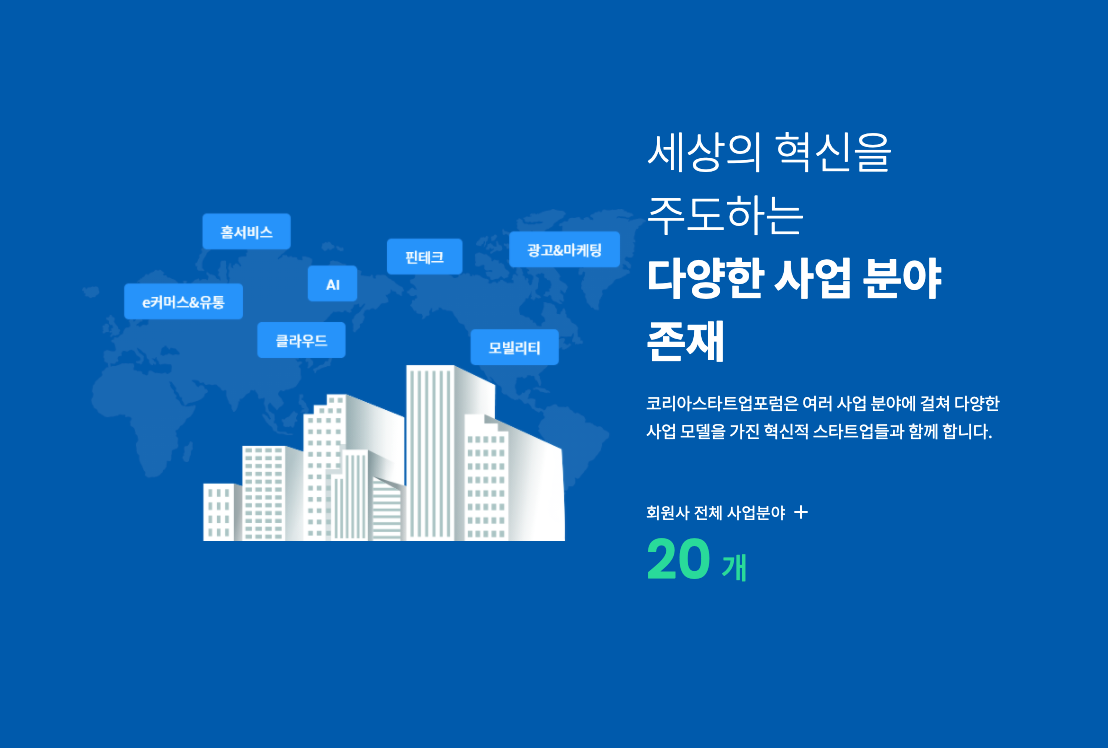 세상의 혁신을
주도하는
다양한 사업 분야
존재
코리아스타트업포럼은 여러 사업 분야에 걸쳐 다양한
사업 모델을 가진 혁신적 스타트업들과 함께 합니다.
회원사 전체 사업분야 +
20 개
홈서비스
핀테크
광고&마케팅
AI
e커머스&유통
클라우드
모빌리티